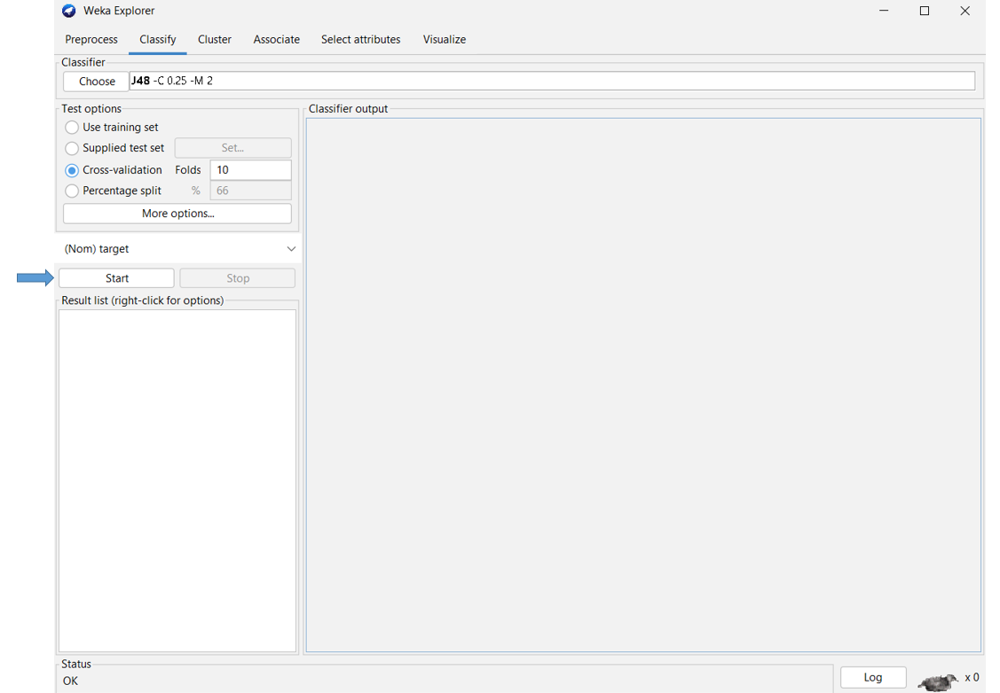 Weka Explorer
Preprocess Classify Cluster Associate Select attributes Visualize
Classifier
Choose J48 -C 0.25 -M 2
Test options
Use training set
Supplied test set Set...
Cross-validation Folds 10
Percentage split % 66
More options...
(Nom) target
Start Stop
Result list (right-click for options)
Classifier output
Status
OK
Log x 0